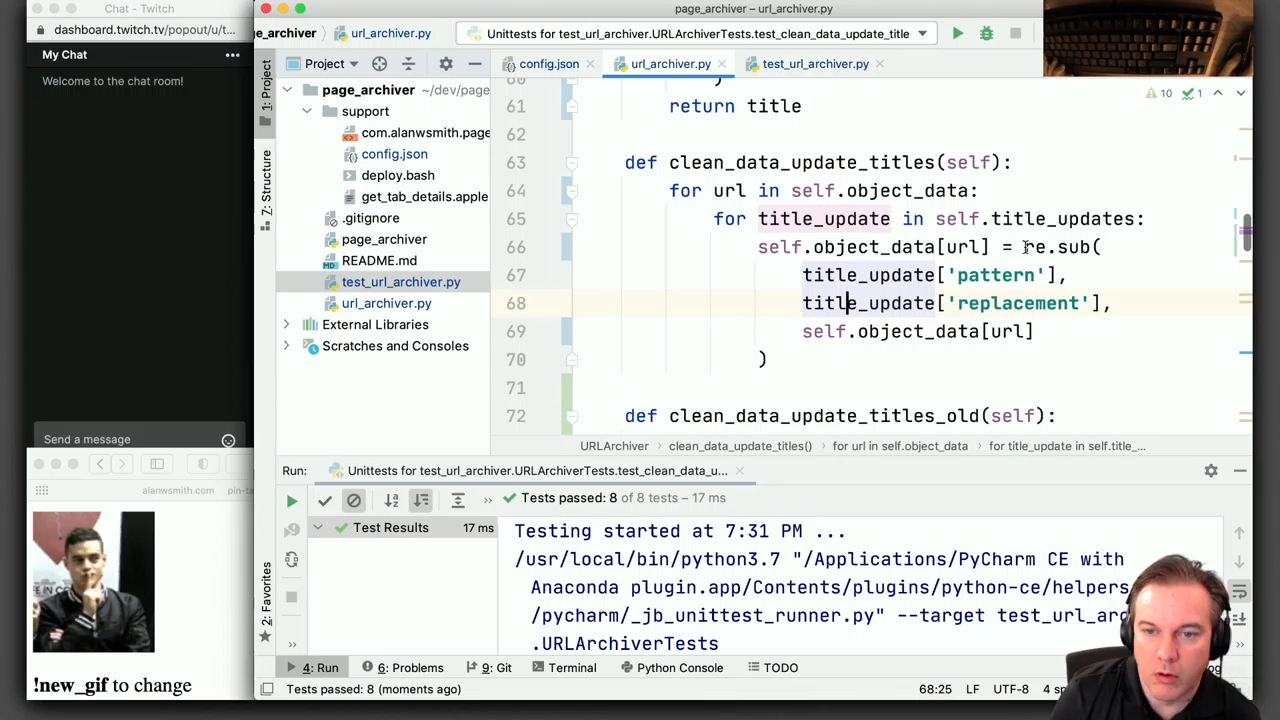 Chat - Twitch
dashboard.twitch.tv/popout/u/t
My Chat
Welcome to the chat room!
Send a message
alanwsmith.com
pin-ta
!new_gif to change
page_archiver – url_archiver.py
ge_archiver
url_archiver.py
Unittests for test_url_archiver.URLArchiverTests.test_clean_data_update_title
Project
config.json
url_archiver.py
test_url_archiver.py
1: Project
7: Structure
2: Favorites
page_archiver ~/dev/page
support
com.alanwsmith.page
config.json
deploy.bash
get_tab_details.apple
.gitignore
page_archiver
README.md
test_url_archiver.py
url_archiver.py
External Libraries
Scratches and Consoles
10
1
60 )
61 return title
62
63 def clean_data_update_titles(self):
64 for url in self.object_data:
65 for title_update in self.title_updates:
66 self.object_data[url] = re.sub(
67 title_update['pattern'],
68 title_update['replacement'],
69 self.object_data[url]
70 )
71
72 def clean_data_update_titles_old(self):
URLArchiver
clean_data_update_titles()
for url in self.object_data
for title_update in self.title_...
Run:
Unittests for test_url_archiver.URLArchiverTests.test_clean_data_u...
Tests passed: 8 of 8 tests – 17 ms
Test Results
17 ms
Testing started at 7:31 PM ...
/usr/local/bin/python3.7 "/Applications/PyCharm CE with
Anaconda plugin.app/Contents/plugins/python-ce/helpers
/pycharm/_jb_unittest_runner.py" --target test_url_arc
.URLArchiverTests
4: Run
6: Problems
9: Git
Terminal
Python Console
TODO
Tests passed: 8 (moments ago)
68:25
LF
UTF-8
4 s